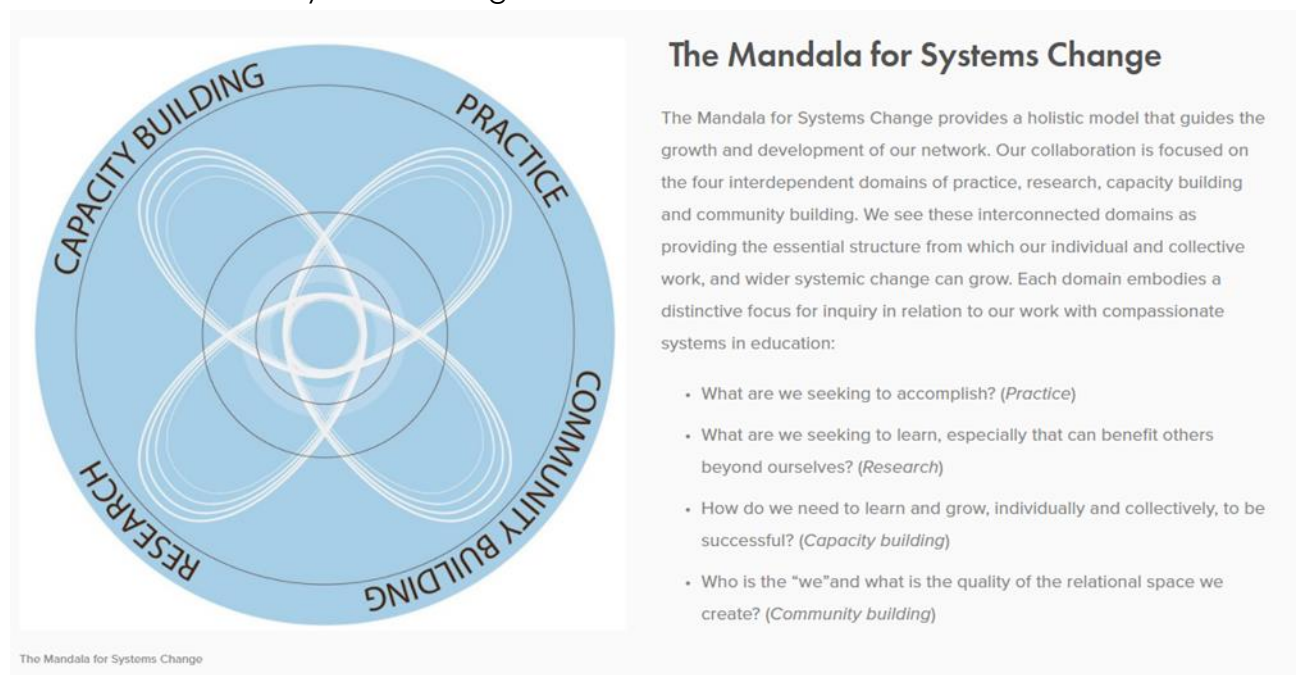 CAPACITY BUILDING
PRACTICE
COMMUNITY BUILDING
RESEARCH
The Mandala for Systems Change
The Mandala for Systems Change
The Mandala for Systems Change provides a holistic model that guides the
growth and development of our network. Our collaboration is focused on
the four interdependent domains of practice, research, capacity building
and community building. We see these interconnected domains as
providing the essential structure from which our individual and collective
work, and wider systemic change can grow. Each domain embodies a
distinctive focus for inquiry in relation to our work with compassionate
systems in education:
• What are we seeking to accomplish? (Practice)
• What are we seeking to learn, especially that can benefit others
beyond ourselves? (Research)
• How do we need to learn and grow, individually and collectively, to be
successful? (Capacity building)
• Who is the “we”and what is the quality of the relational space we
create? (Community building)